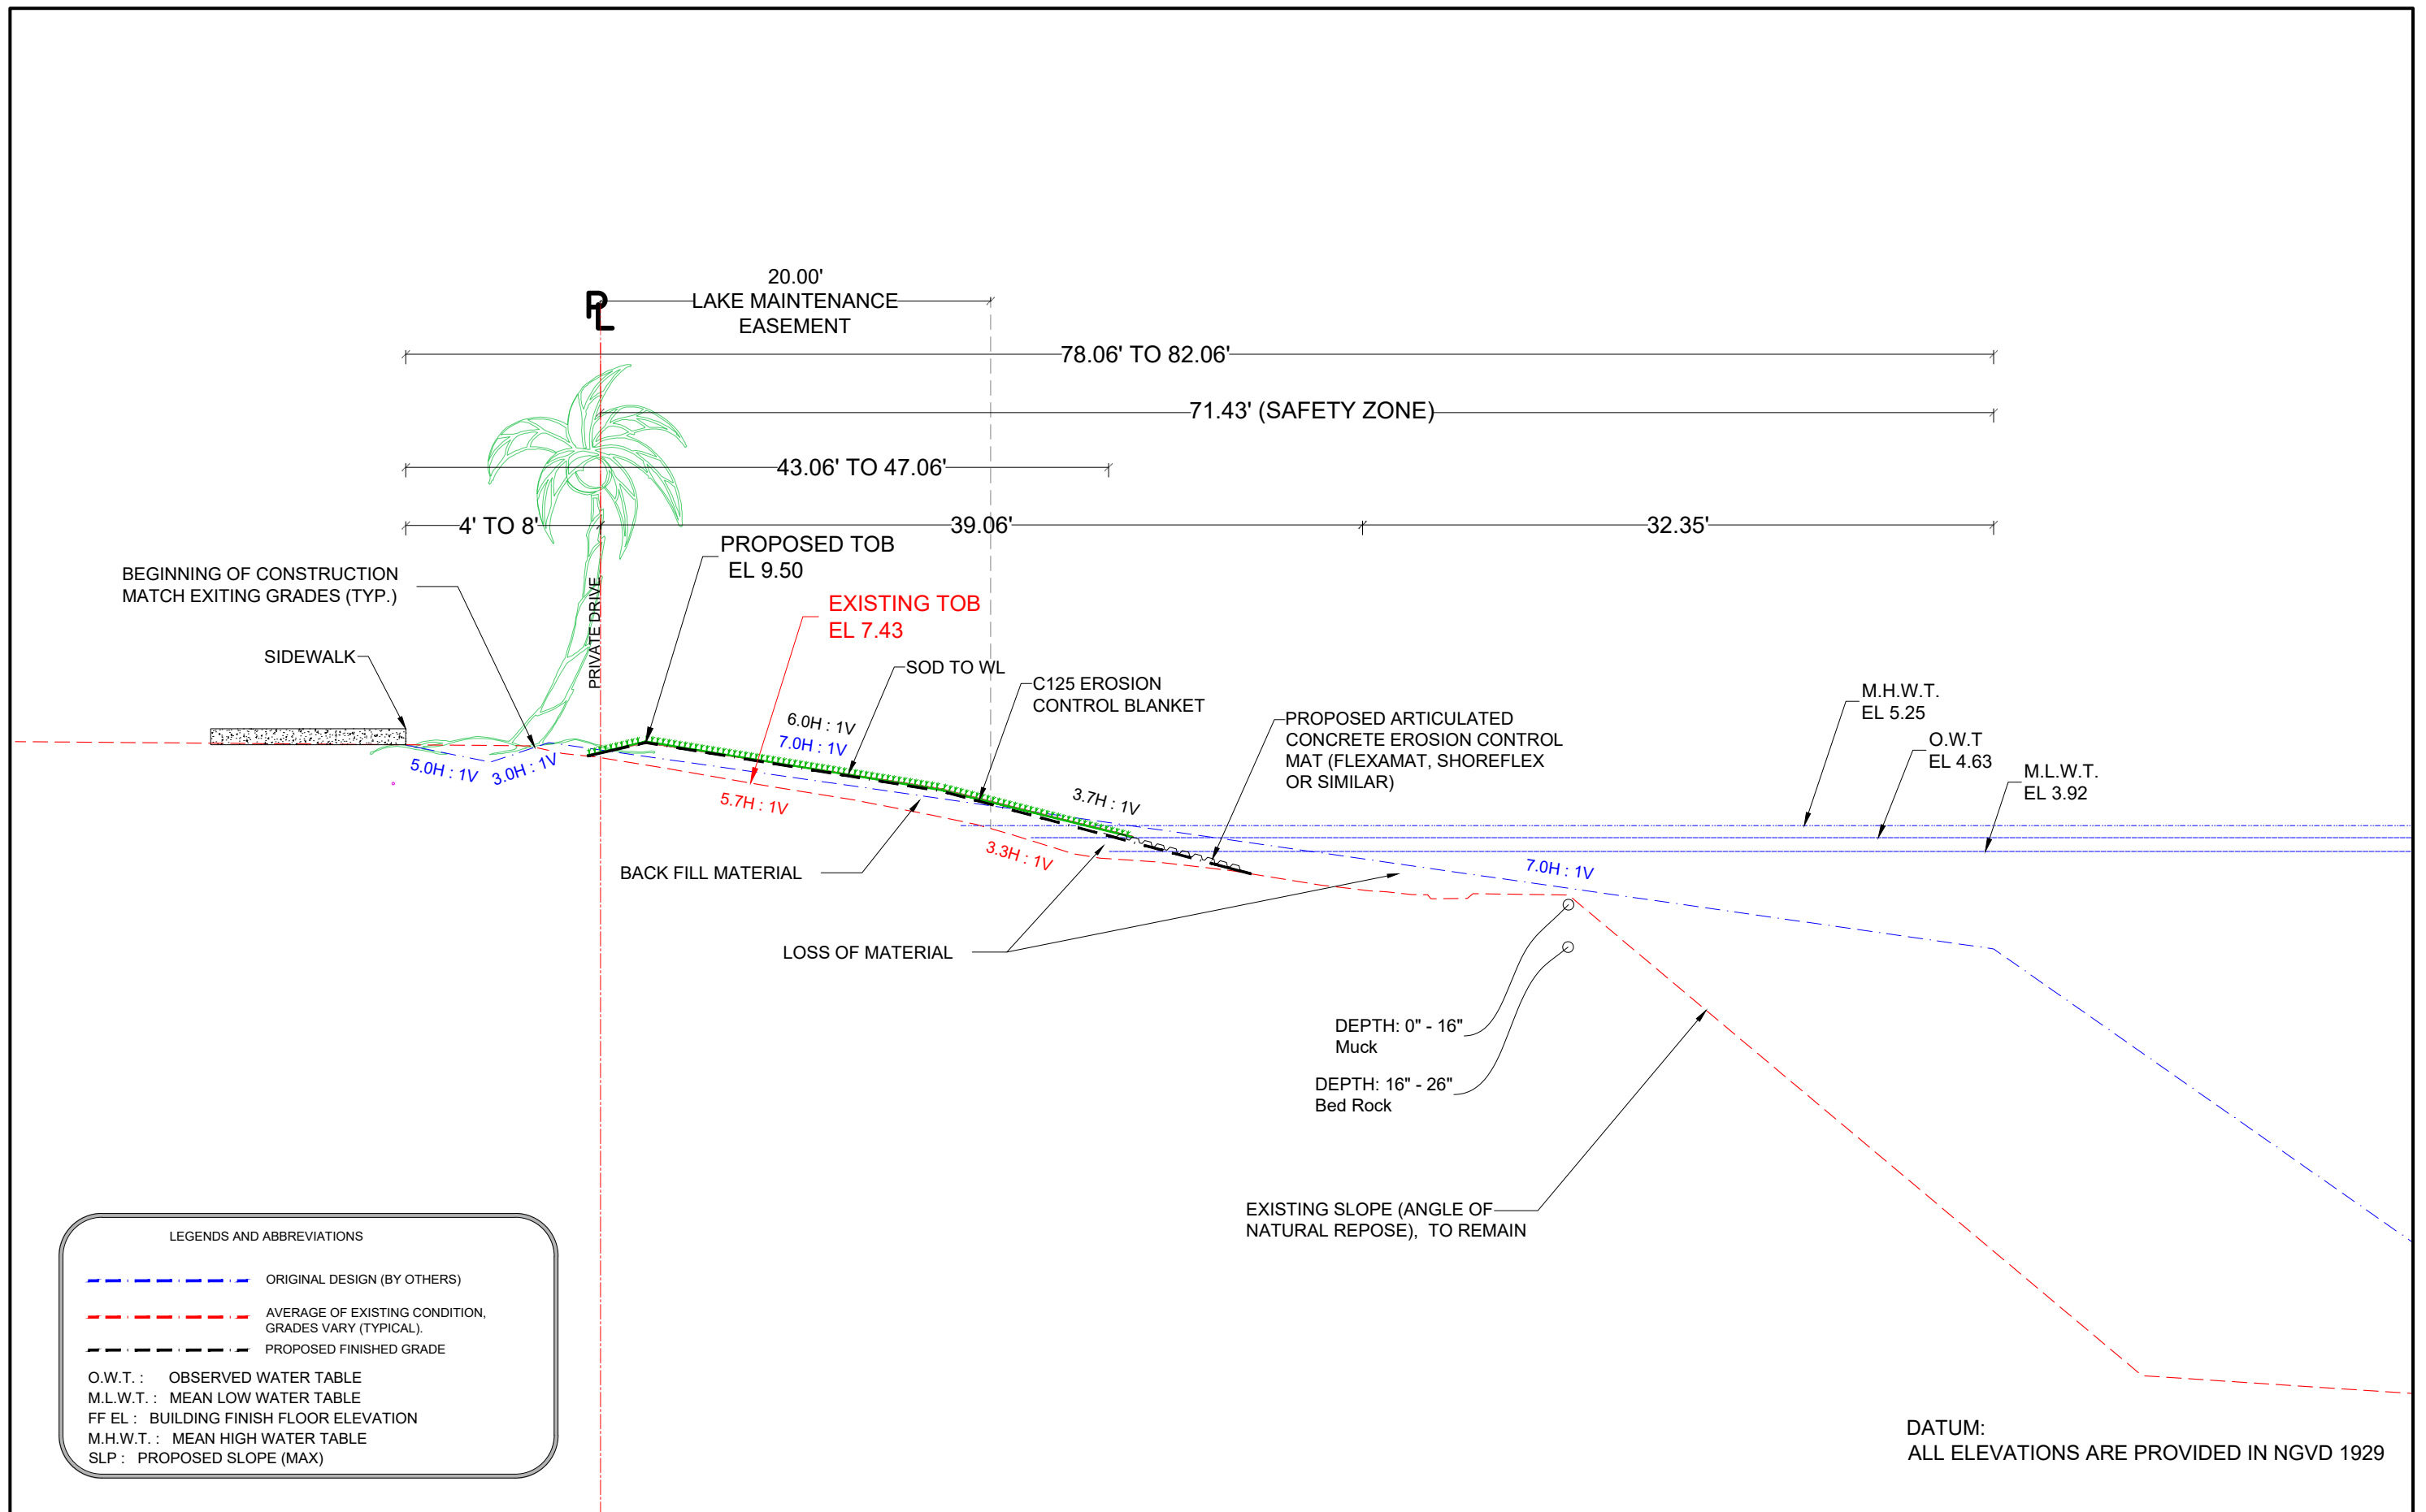 20.00'
LAKE MAINTENANCE
EASEMENT
PL
78.06' TO 82.06'
71.43' (SAFETY ZONE)
43.06' TO 47.06'
4' TO 8'
39.06'
32.35'
PROPOSED TOB
EL 9.50
BEGINNING OF CONSTRUCTION
MATCH EXITING GRADES (TYP.)
PRIVATE DRIVE
EXISTING TOB
EL 7.43
SIDEWALK
SOD TO WL
C125 EROSION
CONTROL BLANKET
M.H.W.T.
EL 5.25
PROPOSED ARTICULATED
CONCRETE EROSION CONTROL
MAT (FLEXAMAT, SHOREFLEX
OR SIMILAR)
O.W.T
EL 4.63
M.L.W.T.
EL 3.92
6.0H : 1V
7.0H : 1V
5.0H : 1V
3.0H : 1V
5.7H : 1V
3.7H : 1V
3.3H : 1V
7.0H : 1V
BACK FILL MATERIAL
LOSS OF MATERIAL
DEPTH: 0" - 16"
Muck
DEPTH: 16" - 26"
Bed Rock
EXISTING SLOPE (ANGLE OF
NATURAL REPOSE), TO REMAIN
LEGENDS AND ABBREVIATIONS
ORIGINAL DESIGN (BY OTHERS)
AVERAGE OF EXISTING CONDITION,
GRADES VARY (TYPICAL).
PROPOSED FINISHED GRADE
O.W.T. : OBSERVED WATER TABLE
M.L.W.T. : MEAN LOW WATER TABLE
FF EL : BUILDING FINISH FLOOR ELEVATION
M.H.W.T. : MEAN HIGH WATER TABLE
SLP : PROPOSED SLOPE (MAX)
DATUM:
ALL ELEVATIONS ARE PROVIDED IN NGVD 1929